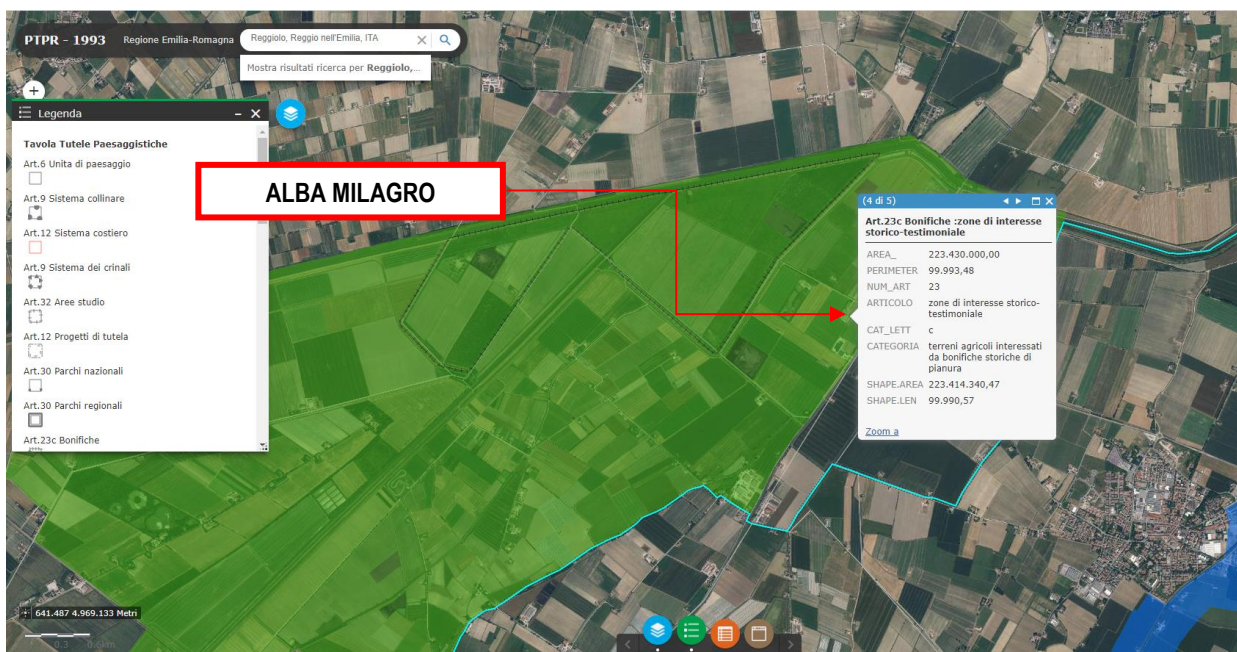 PTPR - 1993 Regione Emilia-Romagna Reggiolo, Reggio nell'Emilia, ITA
Mostra risultati ricerca per Reggiolo,...
Legenda
Tavola Tutele Paesaggistiche
Art.6 Unita di paesaggio
Art.9 Sistema collinare
Art.12 Sistema costiero
Art.9 Sistema dei crinali
Art.32 Aree studio
Art.12 Progetti di tutela
Art.30 Parchi nazionali
Art.30 Parchi regionali
Art.23c Bonifiche
ALBA MILAGRO
(4 di 5)
Art.23c Bonifiche :zone di interesse
storico-testimoniale
AREA_ 223.430.000,00
PERIMETER 99.993,48
NUM_ART 23
ARTICOLO zone di interesse storico-
testimoniale
CAT_LETT c
CATEGORIA terreni agricoli interessati
da bonifiche storiche di
pianura
SHAPE.AREA 223.414.340,47
SHAPE.LEN 99.990,57
Zoom a
641.487 4.969.133 Metri